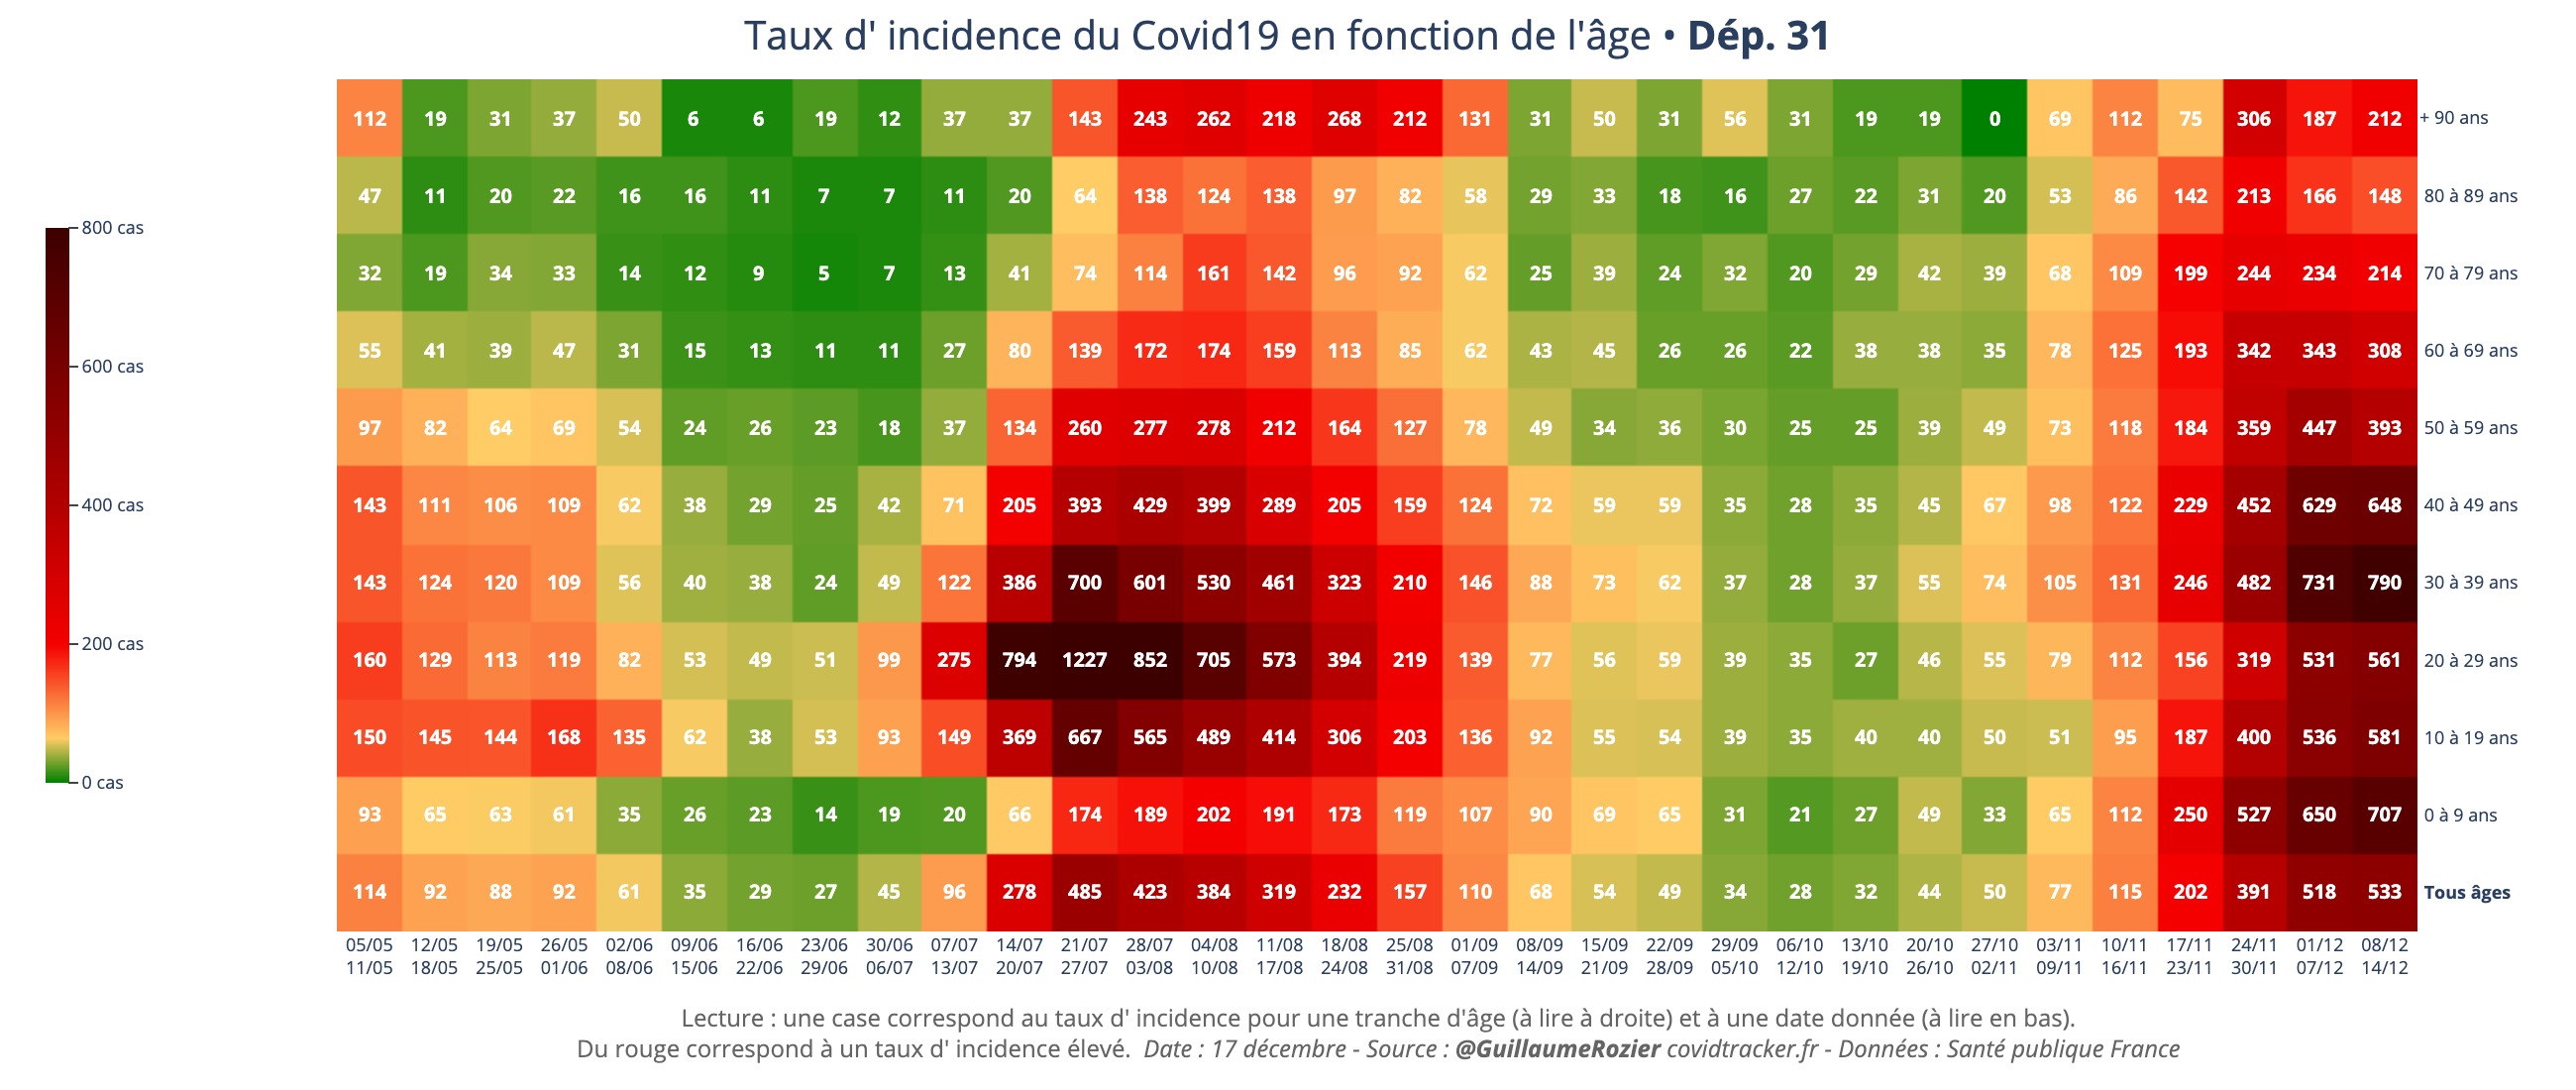 Taux d' incidence du Covid19 en fonction de l'âge • Dép. 31
800 cas
600 cas
400 cas
200 cas
0 cas
112 19 31 37 50 6 6 19 12 37 37 143 243 262 218 268 212 131 31 50 31 56 31 19 19 0 69 112 75 306 187 212 + 90 ans
47 11 20 22 16 16 11 7 7 11 20 64 138 124 138 97 82 58 29 33 18 16 27 22 31 20 53 86 142 213 166 148 80 à 89 ans
32 19 34 33 14 12 9 5 7 13 41 74 114 161 142 96 92 62 25 39 24 32 20 29 42 39 68 109 199 244 234 214 70 à 79 ans
55 41 39 47 31 15 13 11 11 27 80 139 172 174 159 113 85 62 43 45 26 26 22 38 38 35 78 125 193 342 343 308 60 à 69 ans
97 82 64 69 54 24 26 23 18 37 134 260 277 278 212 164 127 78 49 34 36 30 25 25 39 49 73 118 184 359 447 393 50 à 59 ans
143 111 106 109 62 38 29 25 42 71 205 393 429 399 289 205 159 124 72 59 59 35 28 35 45 67 98 122 229 452 629 648 40 à 49 ans
143 124 120 109 56 40 38 24 49 122 386 700 601 530 461 323 210 146 88 73 62 37 28 37 55 74 105 131 246 482 731 790 30 à 39 ans
160 129 113 119 82 53 49 51 99 275 794 1227 852 705 573 394 219 139 77 56 59 39 35 27 46 55 79 112 156 319 531 561 20 à 29 ans
150 145 144 168 135 62 38 53 93 149 369 667 565 489 414 306 203 136 92 55 54 39 35 40 40 50 51 95 187 400 536 581 10 à 19 ans
93 65 63 61 35 26 23 14 19 20 66 174 189 202 191 173 119 107 90 69 65 31 21 27 49 33 65 112 250 527 650 707 0 à 9 ans
114 92 88 92 61 35 29 27 45 96 278 485 423 384 319 232 157 110 68 54 49 34 28 32 44 50 77 115 202 391 518 533 Tous âges
05/05 12/05 19/05 26/05 02/06 09/06 16/06 23/06 30/06 07/07 14/07 21/07 28/07 04/08 11/08 18/08 25/08 01/09 08/09 15/09 22/09 29/09 06/10 13/10 20/10 27/10 03/11 10/11 17/11 24/11 01/12 08/12
11/05 18/05 25/05 01/06 08/06 15/06 22/06 29/06 06/07 13/07 20/07 27/07 03/08 10/08 17/08 24/08 31/08 07/09 14/09 21/09 28/09 05/10 12/10 19/10 26/10 02/11 09/11 16/11 23/11 30/11 07/12 14/12
Lecture : une case correspond au taux d' incidence pour une tranche d'âge (à lire à droite) et à une date donnée (à lire en bas).
Du rouge correspond à un taux d' incidence élevé. Date : 17 décembre - Source : @GuillaumeRozier covidtracker.fr - Données : Santé publique France